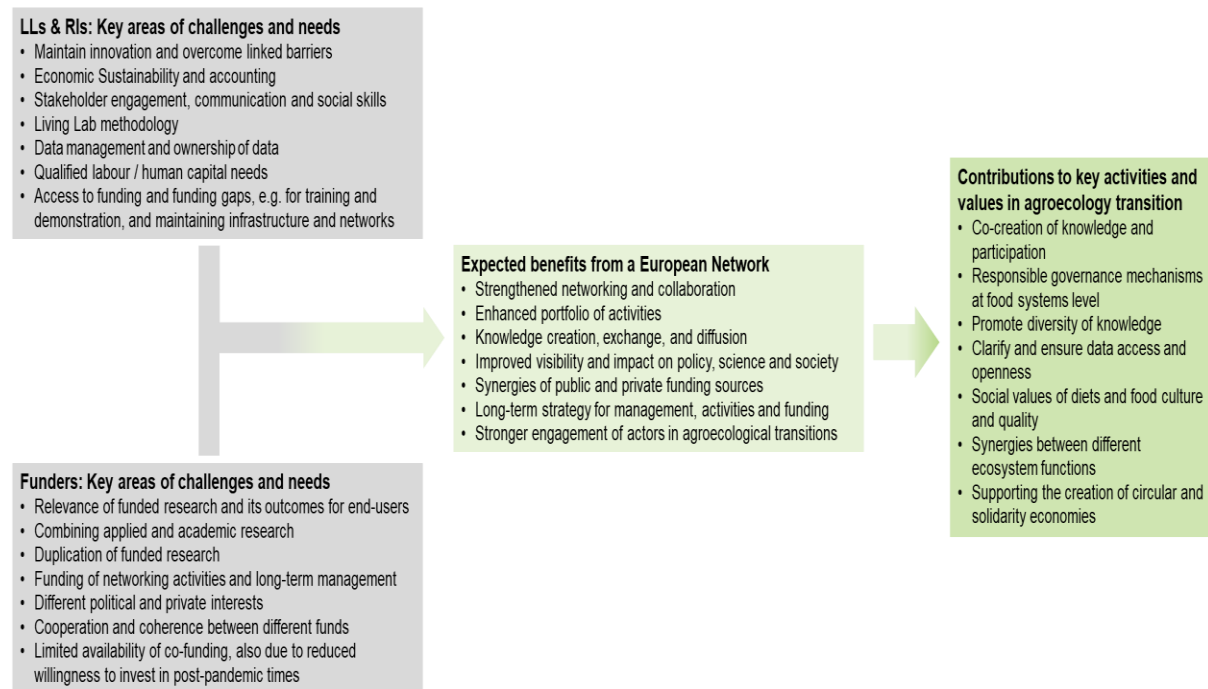 LLs & RIs: Key areas of challenges and needs
• Maintain innovation and overcome linked barriers
• Economic Sustainability and accounting
• Stakeholder engagement, communication and social skills
• Living Lab methodology
• Data management and ownership of data
• Qualified labour / human capital needs
• Access to funding and funding gaps, e.g. for training and
demonstration, and maintaining infrastructure and networks
Funders: Key areas of challenges and needs
• Relevance of funded research and its outcomes for end-users
• Combining applied and academic research
• Duplication of funded research
• Funding of networking activities and long-term management
• Different political and private interests
• Cooperation and coherence between different funds
• Limited availability of co-funding, also due to reduced
willingness to invest in post-pandemic times
Expected benefits from a European Network
• Strengthened networking and collaboration
• Enhanced portfolio of activities
• Knowledge creation, exchange, and diffusion
• Improved visibility and impact on policy, science and society
• Synergies of public and private funding sources
• Long-term strategy for management, activities and funding
• Stronger engagement of actors in agroecological transitions
Contributions to key activities and
values in agroecology transition
• Co-creation of knowledge and
participation
• Responsible governance mechanisms
at food systems level
• Promote diversity of knowledge
• Clarify and ensure data access and
openness
• Social values of diets and food culture
and quality
• Synergies between different
ecosystem functions
• Supporting the creation of circular and
solidarity economies